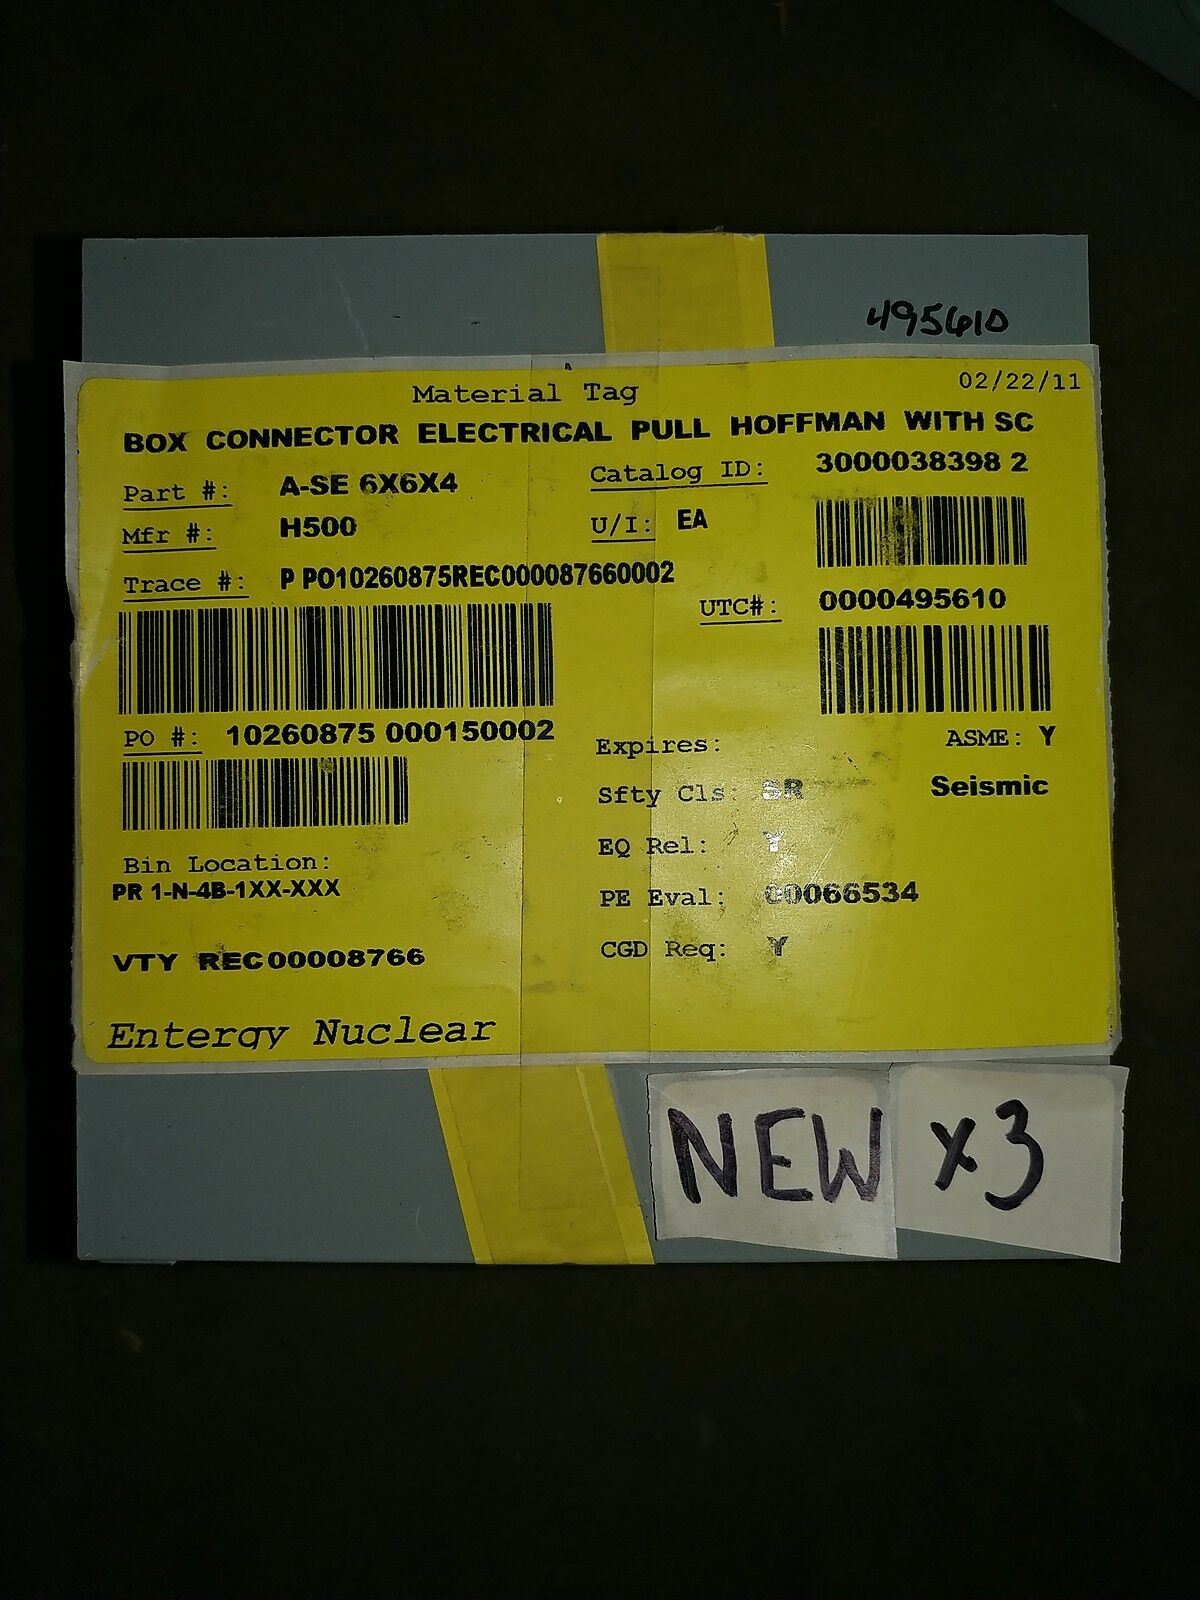 495610
Material Tag
02/22/11
BOX CONNECTOR ELECTRICAL PULL HOFFMAN WITH SC
Part #: A-SE 6X6X4
Catalog ID: 3000038398 2
Mfr #: H500
U/I: EA
Trace #: P PO10260875REC000087660002
UTC#: 0000495610
PO #: 10260875 000150002
Expires:
ASME: Y
Sfty Cls: SR
Seismic
EQ Rel: Y
Bin Location:
PR 1-N-4B-1XX-XXX
PE Eval: 00066534
CGD Req: Y
VTY REC00008766
Entergy Nuclear
NEW x3